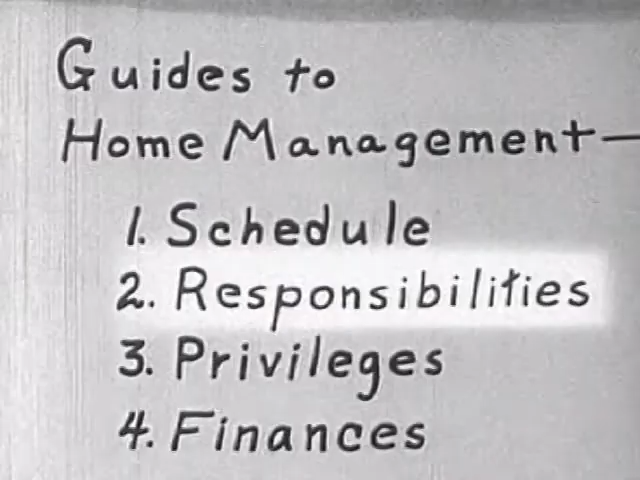 Guides to
Home Management—
1. Schedule
2. Responsibilities
3. Privileges
4. Finances